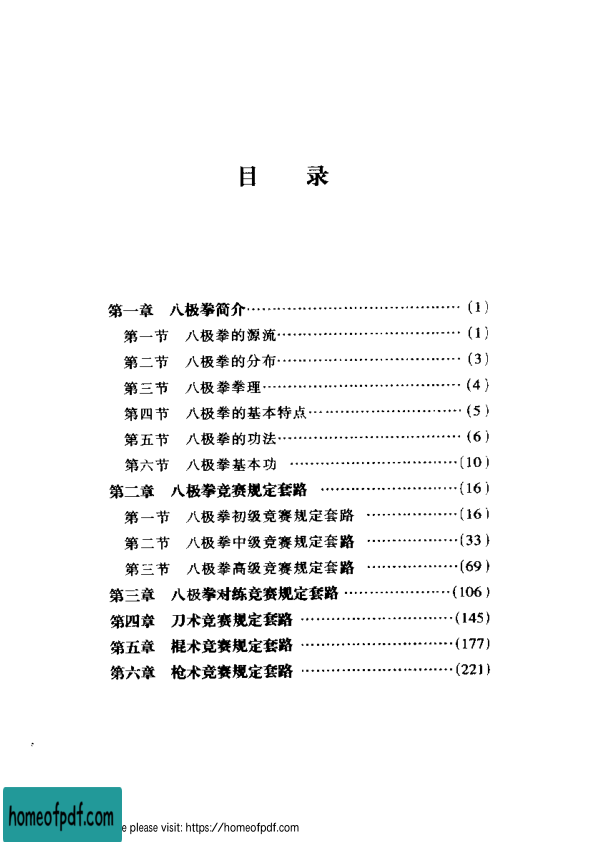 目 录
第一章 八极拳简介……………………………………(1)
第一节 八极拳的源流………………………………(1)
第二节 八极拳的分布………………………………(3)
第三节 八极拳拳理…………………………………(4)
第四节 八极拳的基本特点…………………………(5)
第五节 八极拳的功法………………………………(6)
第六节 八极拳基本功 ……………………………(10)
第二章 八极拳竞赛规定套路 ………………………(16)
第一节 八极拳初级竞赛规定套路 ………………(16)
第二节 八极拳中级竞赛规定套路 ………………(33)
第三节 八极拳高级竞赛规定套路 ………………(69)
第三章 八极拳对练竞赛规定套路…………………(106)
第四章 刀术竞赛规定套路 …………………………(145)
第五章 棍术竞赛规定套路 …………………………(177)
第六章 枪术竞赛规定套路 …………………………(221)
homeofpdf.com
e please visit: https://homeofpdf.com